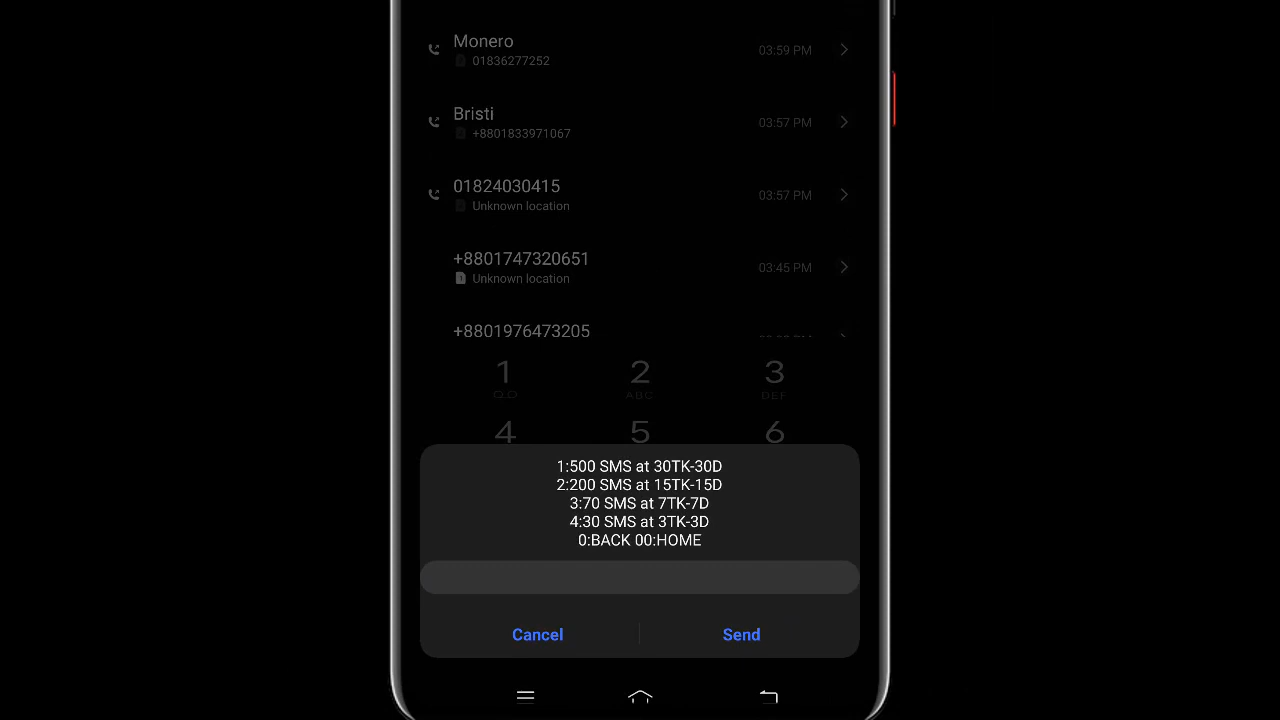 Monero
01836277252
03:59 PM
Bristi
+8801833971067
03:57 PM
01824030415
Unknown location
03:57 PM
+8801747320651
1 Unknown location
03:45 PM
+8801976473205
1 2 3
ABC DEF
4 5 6
1:500 SMS at 30TK-30D
2:200 SMS at 15TK-15D
3:70 SMS at 7TK-7D
4:30 SMS at 3TK-3D
0:BACK 00:HOME
Cancel Send